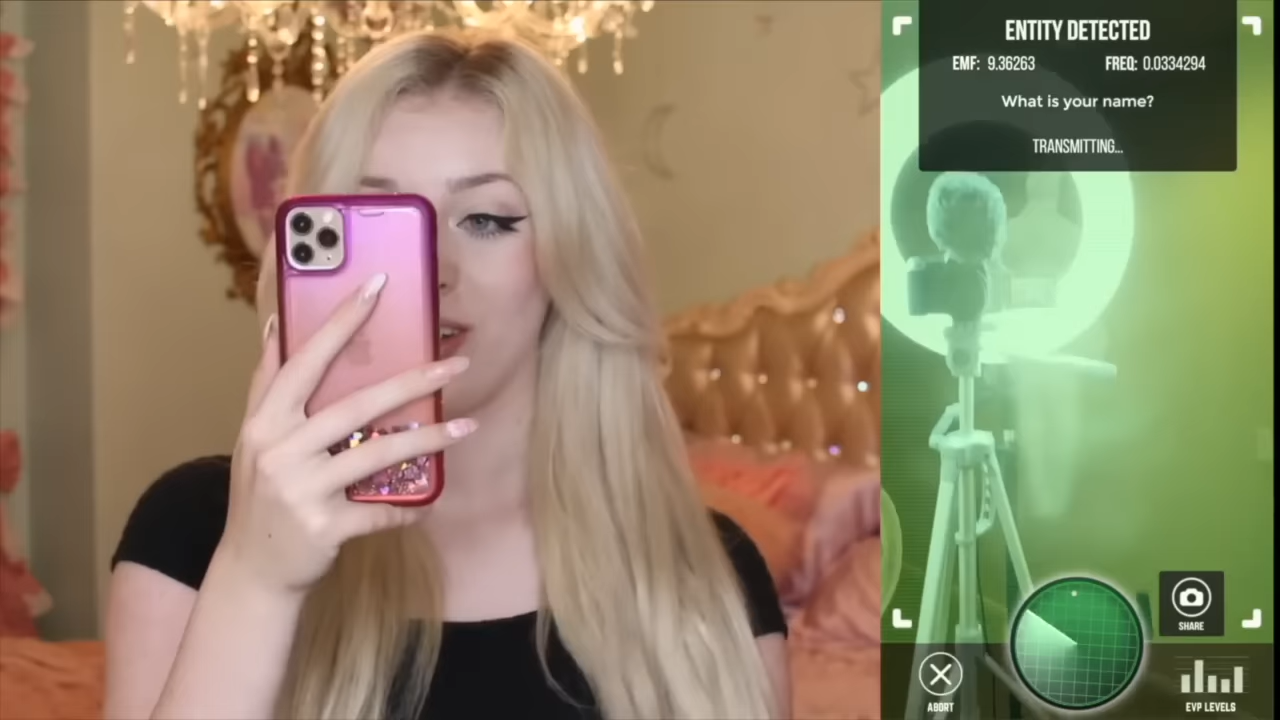 ENTITY DETECTED
EMF: 9.36263 FREQ: 0.0334294
What is your name?
TRANSMITTING...
SHARE
ABORT
EVP LEVELS